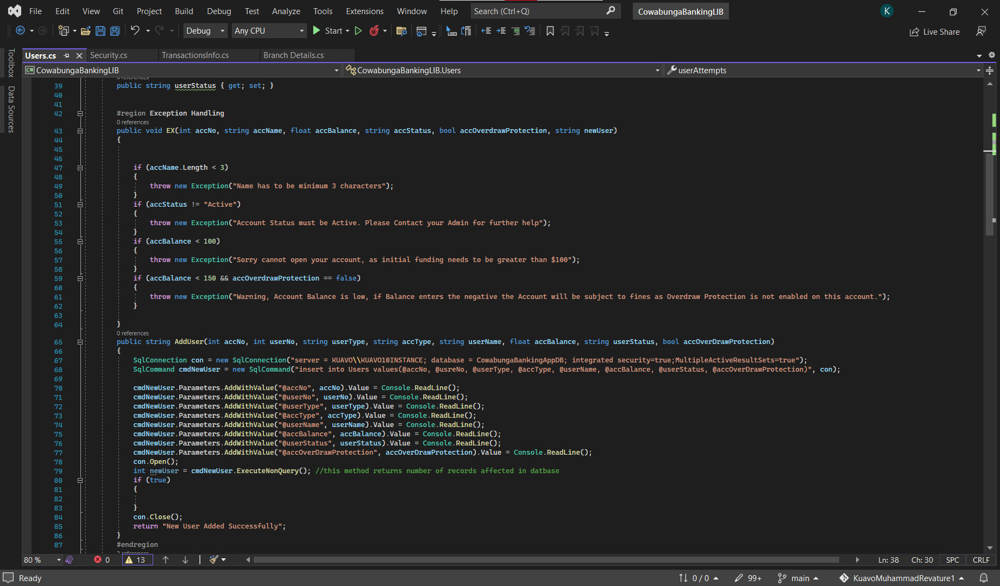 File Edit View Git Project Build Debug Test Analyze Tools Extensions Window Help Search (Ctrl+Q) CowabungaBankingLIB K
Debug Any CPU Start Live Share
Toolbox
Data Sources
Users.cs Security.cs TransactionsInfo.cs Branch Details.cs
C# CowabungaBankingLIB CowabungaBankingLIB.Users userAttempts
0 references
39 public string userStatus { get; set; }
40
41
42 #region Exception Handling
0 references
43 public void EX(int accNo, string accName, float accBalance, string accStatus, bool accOverdrawProtection, string newUser)
44 {
45
46
47 if (accName.Length < 3)
48 {
49 throw new Exception("Name has to be minimum 3 characters");
50 }
51 if (accStatus != "Active")
52 {
53 throw new Exception("Account Status must be Active. Please Contact your Admin for further help");
54 }
55 if (accBalance < 100)
56 {
57 throw new Exception("Sorry cannot open your account, as initial funding needs to be greater than $100");
58 }
59 if (accBalance < 150 && accOverdrawProtection == false)
60 {
61 throw new Exception("Warning, Account Balance is low, if Balance enters the negative the Account will be subject to fines as Overdraw Protection is not enabled on this account.");
62 }
63
64 }
0 references
65 public string AddUser(int accNo, int userNo, string userType, string accType, string userName, float accBalance, string userStatus, bool accOverDrawProtection)
66 {
67 SqlConnection con = new SqlConnection("server = KUAVO\\KUAVO10INSTANCE; database = CowabungaBankingAppDB; integrated security=true;MultipleActiveResultSets=true");
68 SqlCommand cmdNewUser = new SqlCommand("insert into Users values(@accNo, @usreNo, @userType, @accType, @userName, @accBalance, @userStatus, @accOverDrawProtection)", con);
69
70 cmdNewUser.Parameters.AddWithValue("@accNo", accNo).Value = Console.ReadLine();
71 cmdNewUser.Parameters.AddWithValue("@userNo", userNo).Value = Console.ReadLine();
72 cmdNewUser.Parameters.AddWithValue("@userType", userType).Value = Console.ReadLine();
73 cmdNewUser.Parameters.AddWithValue("@accType", accType).Value = Console.ReadLine();
74 cmdNewUser.Parameters.AddWithValue("@userName", userName).Value = Console.ReadLine();
75 cmdNewUser.Parameters.AddWithValue("@accBalance", accBalance).Value = Console.ReadLine();
76 cmdNewUser.Parameters.AddWithValue("@userStatus", userStatus).Value = Console.ReadLine();
77 cmdNewUser.Parameters.AddWithValue("@accOverDrawProtection", accOverDrawProtection).Value = Console.ReadLine();
78 con.Open();
79 int newUser = cmdNewUser.ExecuteNonQuery(); //this method returns number of records affected in datbase
80 if (true)
81 {
82
83 }
84 con.Close();
85 return "New User Added Successfully";
86 }
87 #endregion
2 references
80 % 0 13 Ln: 38 Ch: 30 SPC CRLF
Ready 0 / 0 99+ main KuavoMuhammadRevature1